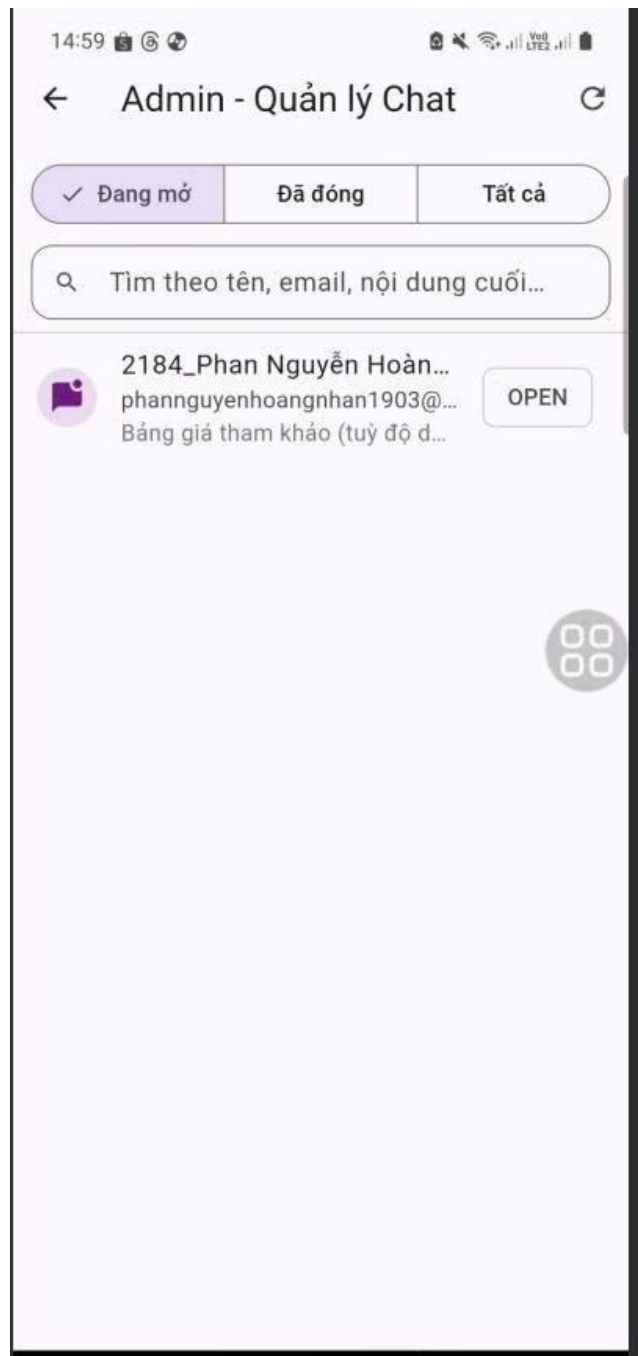 14:59
Admin - Quản lý Chat
Đang mở Đã đóng Tất cả
Tìm theo tên, email, nội dung cuối...
2184_Phan Nguyễn Hoàn...
phannguyenhoangnhan1903@...
OPEN
Bảng giá tham khảo (tuỳ độ d...